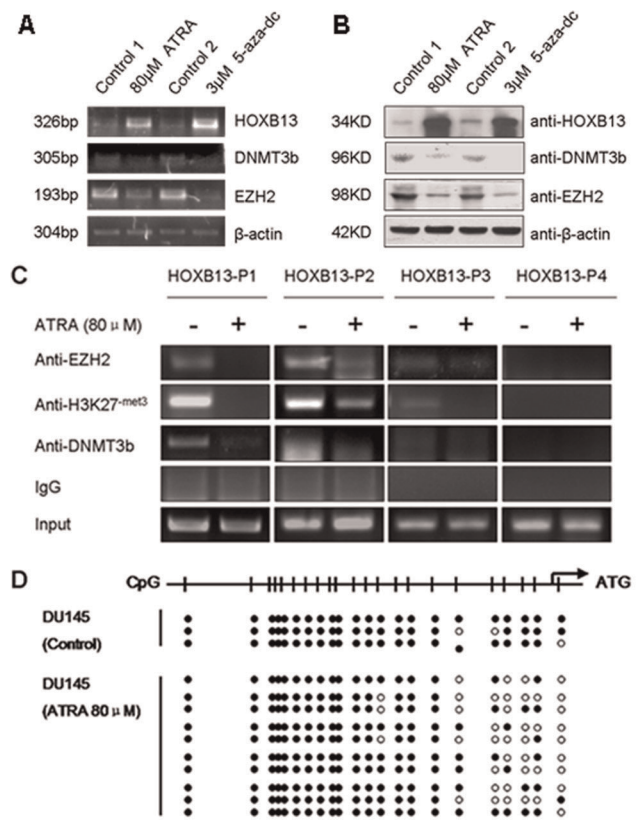 A
Control 1
80μM ATRA
Control 2
3μM 5-aza-dc
326bp HOXB13
305bp DNMT3b
193bp EZH2
304bp β-actin
B
Control 1
80μM ATRA
Control 2
3μM 5-aza-dc
34KD anti-HOXB13
96KD anti-DNMT3b
98KD anti-EZH2
42KD anti-β-actin
C
HOXB13-P1 HOXB13-P2 HOXB13-P3 HOXB13-P4
ATRA (80 μ M) - + - + - + - +
Anti-EZH2
Anti-H3K27-met3
Anti-DNMT3b
IgG
Input
D
CpG ATG
DU145
(Control)
DU145
(ATRA 80 μ M)